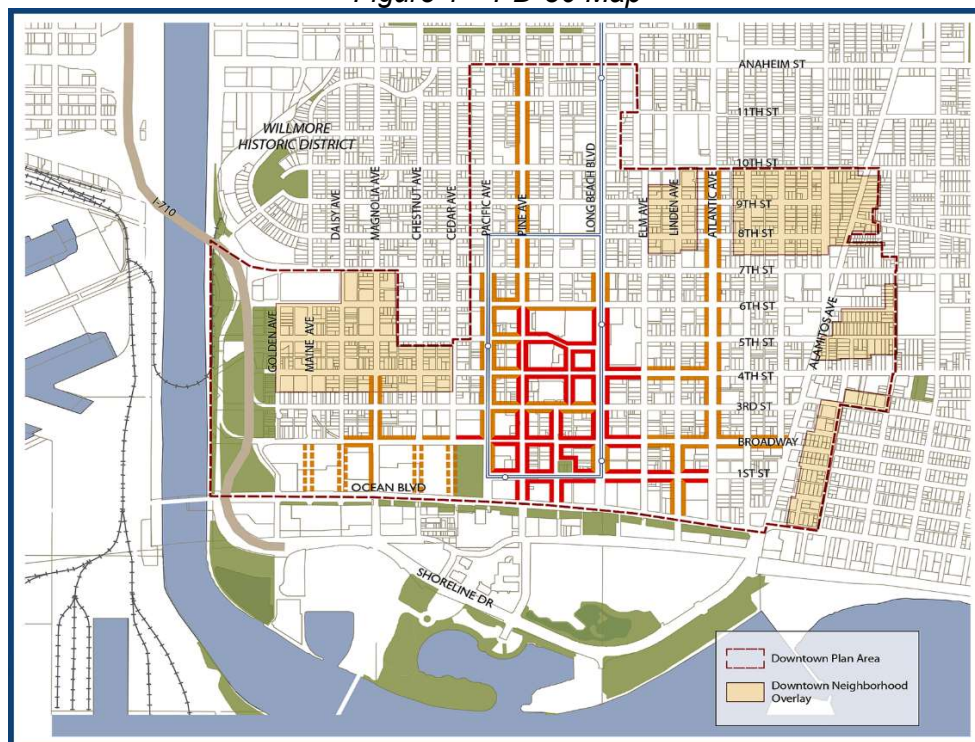 ANAHEIM ST
11TH ST
WILLMORE
HISTORIC DISTRICT
10TH ST
I-710
DAISY AVE
MAGNOLIA AVE
CHESTNUT AVE
CEDAR AVE
PACIFIC AVE
PINE AVE
LONG BEACH BLVD
ELM AVE
LINDEN AVE
ATLANTIC AVE
9TH ST
8TH ST
7TH ST
6TH ST
GOLDEN AVE
MAINE AVE
5TH ST
ALAMITOS AVE
4TH ST
3RD ST
BROADWAY
1ST ST
OCEAN BLVD
SHORELINE DR
Downtown Plan Area
Downtown Neighborhood
Overlay